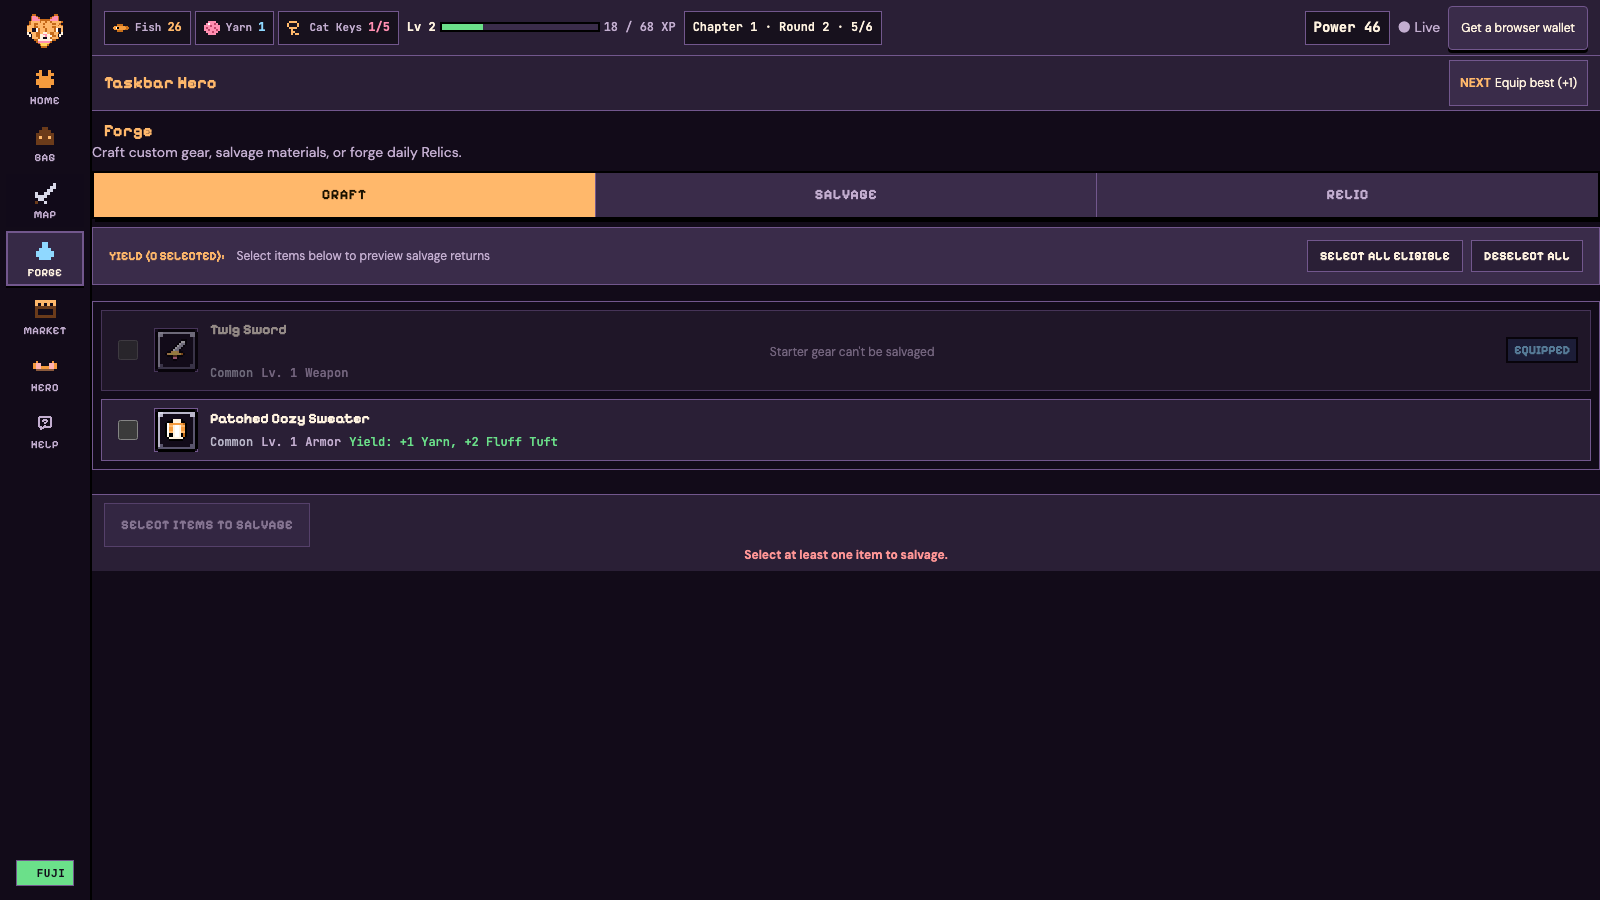 Fish 26
Yarn 1
Cat Keys 1/5
Lv 2
18 / 68 XP
Chapter 1 · Round 2 · 5/6
Power 46
Live
Get a browser wallet
HOME
BAG
MAP
FORGE
MARKET
HERO
HELP
FUJI
Taskbar Hero
NEXT Equip best (+1)
Forge
Craft custom gear, salvage materials, or forge daily Relics.
CRAFT
SALVAGE
RELIC
YIELD (0 SELECTED):
Select items below to preview salvage returns
SELECT ALL ELIGIBLE
DESELECT ALL
Twig Sword
Common Lv. 1 Weapon
Starter gear can't be salvaged
EQUIPPED
Patched Cozy Sweater
Common Lv. 1 Armor Yield: +1 Yarn, +2 Fluff Tuft
SELECT ITEMS TO SALVAGE
Select at least one item to salvage.